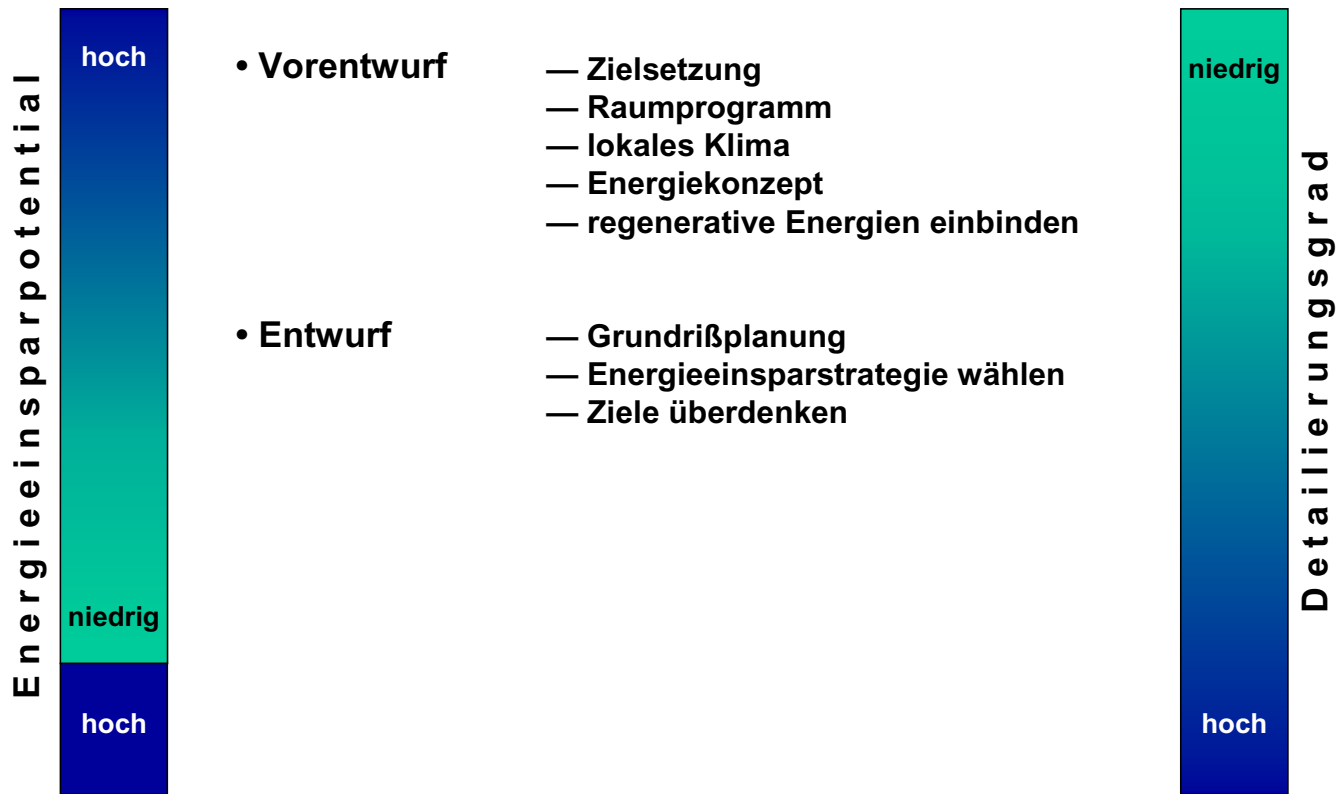 Energieeinsparpotential
hoch
niedrig
hoch
• Vorentwurf
— Zielsetzung
— Raumprogramm
— lokales Klima
— Energiekonzept
— regenerative Energien einbinden
• Entwurf
— Grundrißplanung
— Energieeinsparstrategie wählen
— Ziele überdenken
niedrig
hoch
Detailierungsgrad